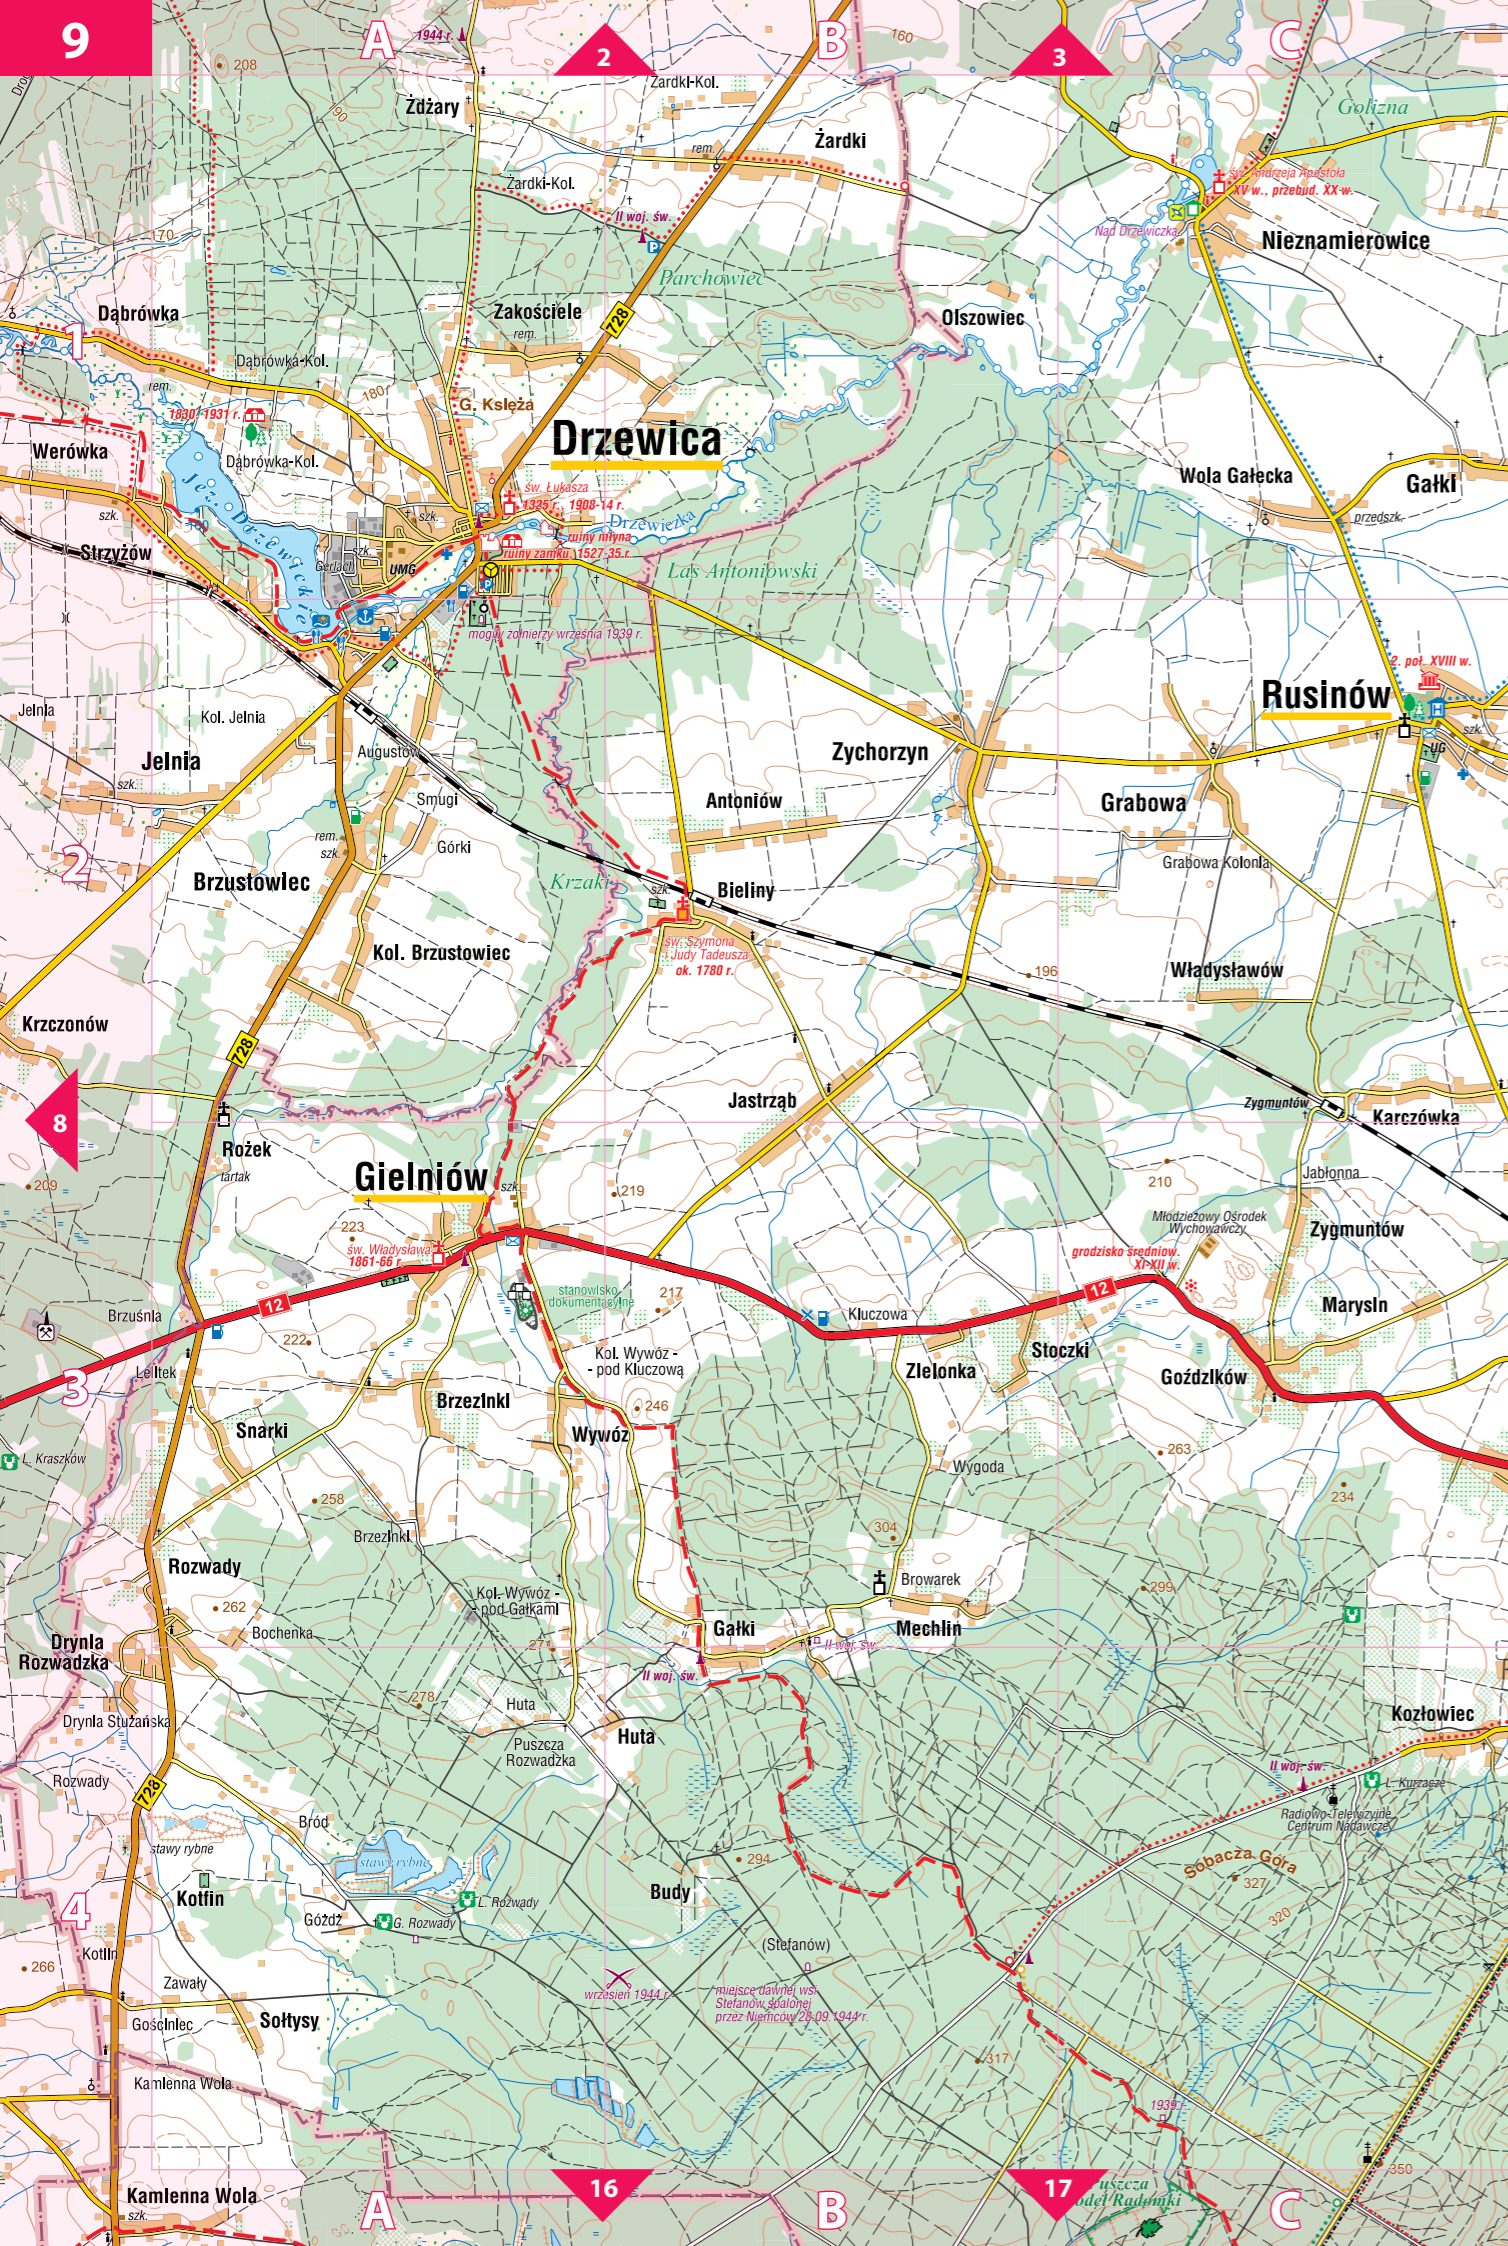 9
A
2
B
3
C
1944 r.
160
208
190
Żdżary
Żardki-Kol.
Żardki
rem.
Golizna
Żardki-Kol.
II woj. św.
św. Andrzeja Apostoła
XV w., przebud. XX w.
Nad Drzewiczką
Nieznamierowice
170
Parchowiec
Dąbrówka
Zakościele
rem.
728
Olszowiec
1
Dąbrówka-Kol.
rem.
180
G. Księża
1830, 1931 r.
Drzewica
Werówka
Dąbrówka-Kol.
Jez. Drzewickie
160
Wola Gałecka
Gałki
przedszk.
św. Łukasza
1325 r., 1908-14 r.
szk.
szk.
Drzewiczka
ruiny młyna
ruiny zamku, 1527-35 r.
Strzyżów
szk.
Gerlach
UMG
Las Antoniowski
mogiły żołnierzy września 1939 r.
2. poł. XVIII w.
Rusinów
UG
szk.
Jelnia
Kol. Jelnia
Jelnia
szk.
Augustów
Zychorzyn
Smugi
Antoniów
Grabowa
rem.
szk.
Górki
2
Grabowa Kolonia
Brzustowiec
Krzaki
szk.
Bieliny
Kol. Brzustowiec
św. Szymona
i Judy Tadeusza
ok. 1780 r.
196
Władysławów
Krzczonów
728
8
Jastrząb
Zygmuntów
Karczówka
Rożek
tartak
Gielniów
szk.
Jabłonna
209
219
210
Młodzieżowy Ośrodek
Wychowawczy
Zygmuntów
223
św. Władysława
1861-66 r.
grodzisko średniow.
XI-XII w.
12
12
stanowisko
dokumentacyjne
217
Marysin
Brzuśnia
222
Kluczowa
Kol. Wywóz -
- pod Kluczową
Stoczki
Zielonka
Goździków
Lelitek
3
Brzezinki
246
Snarki
Wywóz
L. Kraszków
263
Wygoda
258
234
304
Brzezinki
Rozwady
Browarek
299
Kol. Wywóz -
- pod Gałkami
262
Bochenka
Gałki
Mechlin
Drynia
Rozwadzka
II woj. św.
271
II woj. św.
278
Huta
Kozłowiec
Drynia Stużańska
Huta
Puszcza
Rozwadzka
II woj. św.
Rozwady
728
L. Kurzacze
Radiowo-Telewizyjne
Centrum Nadawcze
Bród
stawy rybne
stawy rybne
294
Sobacza Góra
327
Kotfin
Budy
L. Rozwady
4
Góźdź
G. Rozwady
320
Kotfin
(Stefanów)
266
Zawały
wrzesień 1944 r.
miejsce dawnej wsi
Stefanów spalonej
przez Niemców 28.09.1944 r.
Gościniec
Sołtysy
317
Kamienna Wola
1939 r.
350
16
17
Kamienna Wola
szk.
A
B
C